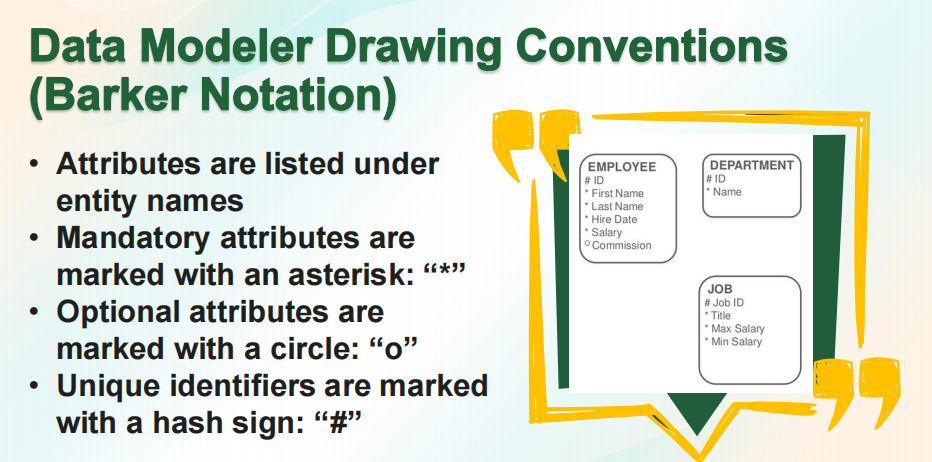 Data Modeler Drawing Conventions
(Barker Notation)
• Attributes are listed under
entity names
• Mandatory attributes are
marked with an asterisk: “*”
• Optional attributes are
marked with a circle: “o”
• Unique identifiers are marked
with a hash sign: “#”
EMPLOYEE
# ID
* First Name
* Last Name
* Hire Date
* Salary
o Commission
DEPARTMENT
# ID
* Name
JOB
# Job ID
* Title
* Max Salary
* Min Salary